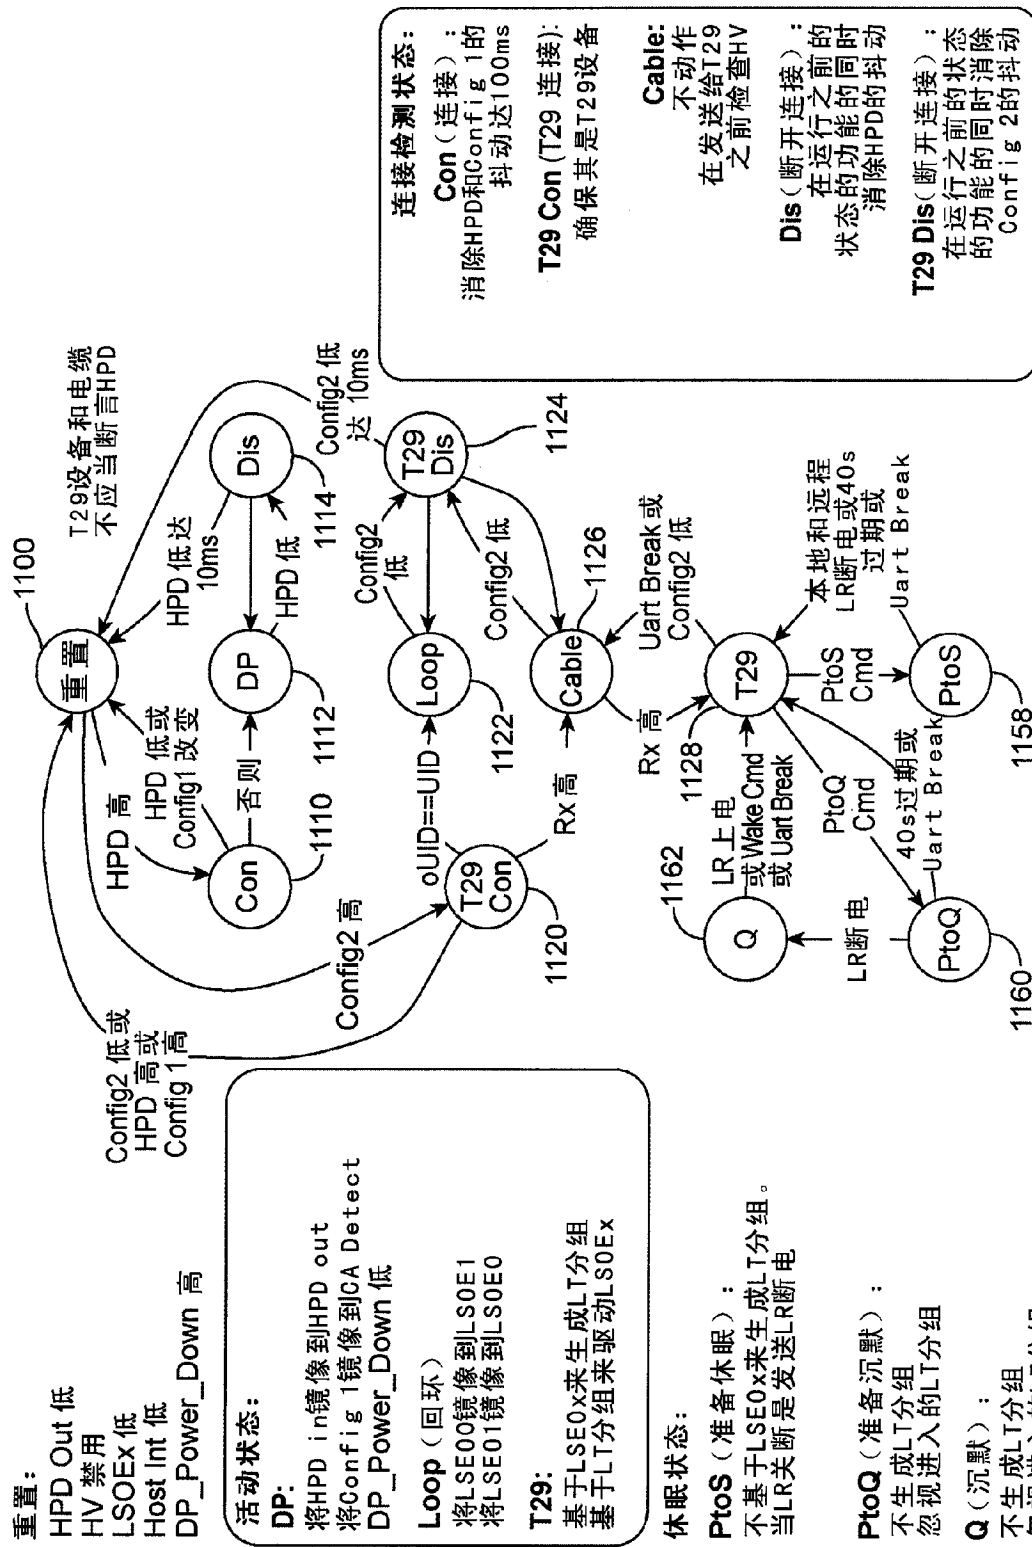 重置:
HPD Out 低
HV 禁用
LSOEx 低
Host Int 低
DP_Power_Down 高
活动状态:
DP:
将HPD in镜像到HPD out
将Config 1镜像到CA Detect
DP_Power_Down 低
Loop（回环）
将LSE00镜像到LS0E1
将LSE01镜像到LS0E0
T29:
基于LSE0x来生成LT分组
基于LT分组来驱动LS0Ex
休眠状态:
PtoS（准备休眠）:
不基于LSE0x来生成LT分组。
当LR关断是发送LR断电
PtoQ（准备沉默）:
不生成LT分组
忽视进入的LT分组
Q（沉默）:
不生成LT分组
Config2 低或
HPD 高或
Config 1 高
1100
重置
T29设备和电缆
不应当断言HPD
HPD 高
HPD 低或
Config1 改变
HPD 低达
10ms
Config2 低
达 10ms
Con
1110
否则
DP
1112
HPD 低
Dis
1114
Config2 高
T29
Con
1120
oUID==UID
Loop
1122
Config2
低
T29
Dis
1124
Rx 高
Cable
1126
Config2 低
Rx 高
Uart Break或
Config2 低
Q
1162
LR上电
或Wake Cmd
或 Uart Break
T29
1128
本地和远程
LR断电或40s
过期或
Uart Break
LR断电
PtoQ
Cmd
PtoS
Cmd
40s过期或
Uart Break
PtoQ
1160
PtoS
1158
连接检测状态:
Con（连接）:
消除HPD和Config 1的
抖动达100ms
T29 Con (T29 连接):
确保其是T29设备
Cable:
不动作
在发送给T29
之前检查HV
Dis（断开连接）:
在运行之前的
状态的功能的同时
消除HPD的抖动
T29 Dis（断开连接）:
在运行之前的状态
的功能的同时消除
Config 2的抖动